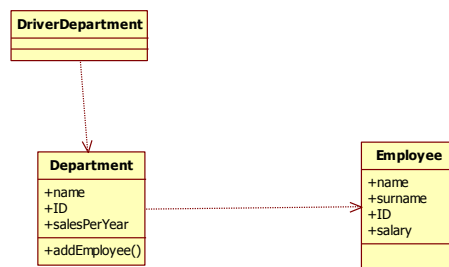 DriverDepartment
Department
+name
+ID
+salesPerYear
+addEmployee()
Employee
+name
+surname
+ID
+salary